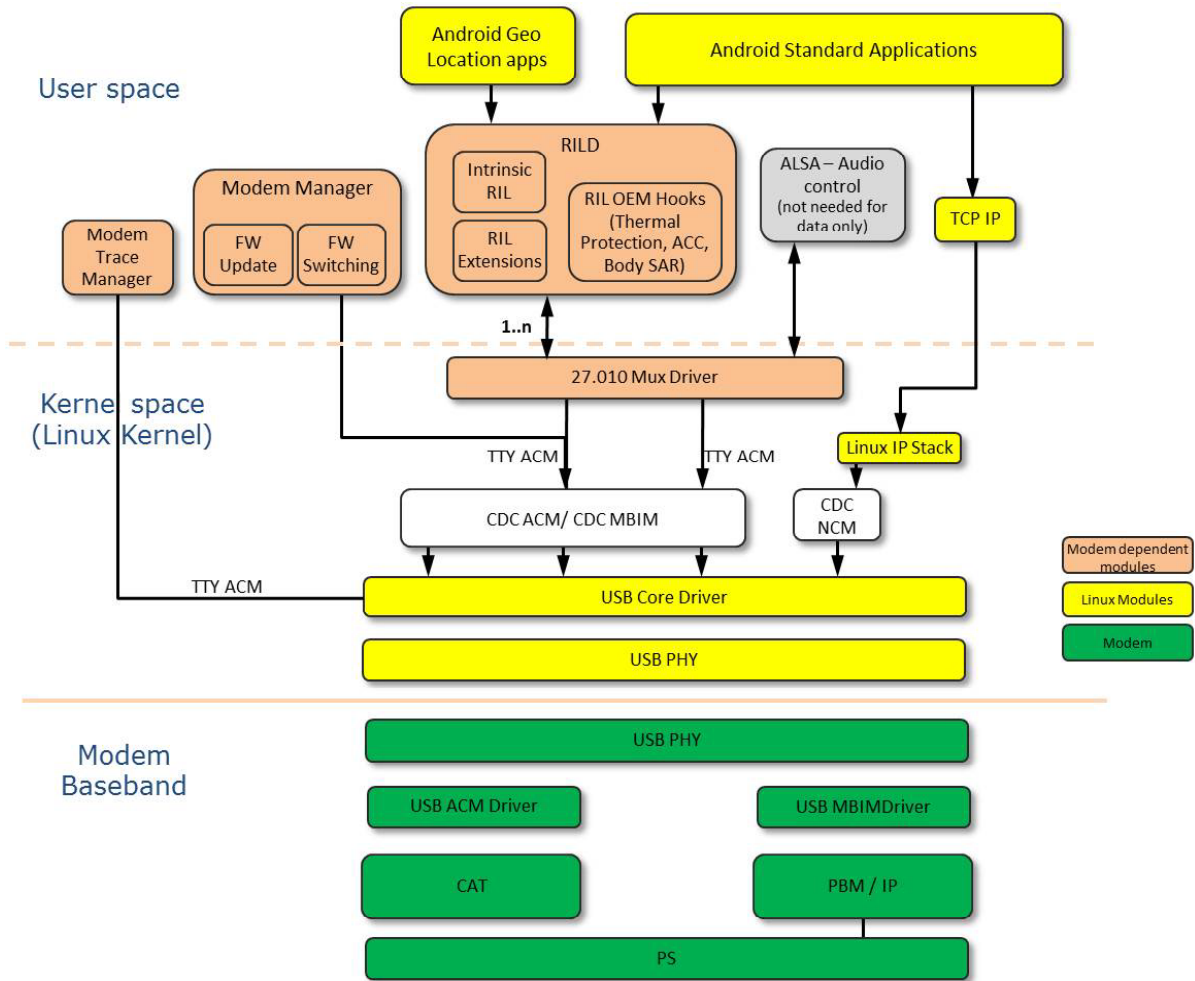 User space
Android Geo
Location apps
Android Standard Applications
RILD
Intrinsic
RIL
RIL
Extensions
RIL OEM Hooks
(Thermal
Protection, ACC,
Body SAR)
ALSA – Audio
control
(not needed for
data only)
TCP IP
Modem Manager
FW
Update
FW
Switching
Modem
Trace
Manager
1..n
Kernel space
(Linux Kernel)
27.010 Mux Driver
TTY ACM
TTY ACM
Linux IP Stack
CDC ACM/ CDC MBIM
CDC
NCM
TTY ACM
USB Core Driver
USB PHY
Modem dependent
modules
Linux Modules
Modem
Modem
Baseband
USB PHY
USB ACM Driver
USB MBIMDriver
CAT
PBM / IP
PS